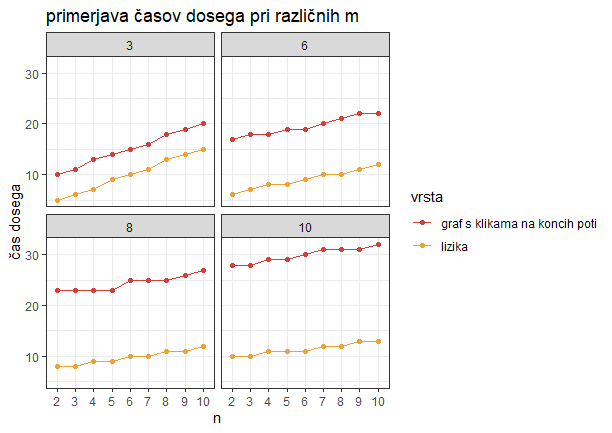 primerjava časov dosega pri različnih m
3
6
30
20
10
8
10
30
20
10
2 3 4 5 6 7 8 9 10
2 3 4 5 6 7 8 9 10
n
čas dosega
vrsta
graf s klikama na koncih poti
lizika